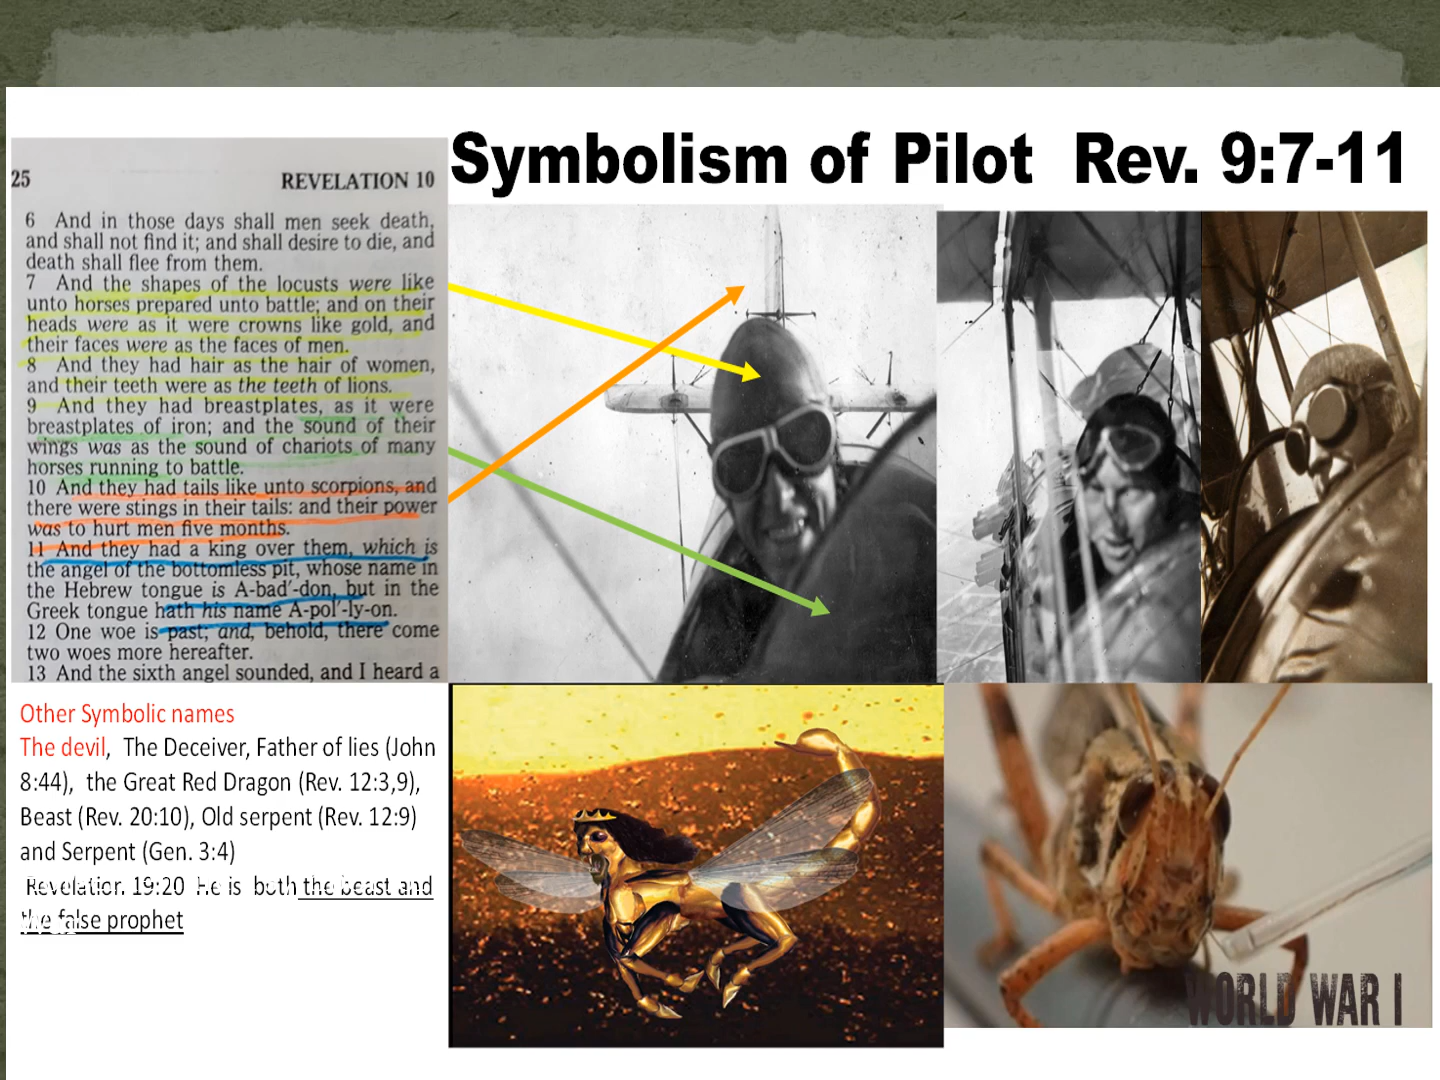 Symbolism of Pilot Rev. 9:7-11
25 REVELATION 10
6 And in those days shall men seek death,
and shall not find it; and shall desire to die, and
death shall flee from them.
7 And the shapes of the locusts were like
unto horses prepared unto battle; and on their
heads were as it were crowns like gold, and
their faces were as the faces of men.
8 And they had hair as the hair of women,
and their teeth were as the teeth of lions.
9 And they had breastplates, as it were
breastplates of iron; and the sound of their
wings was as the sound of chariots of many
horses running to battle.
10 And they had tails like unto scorpions, and
there were stings in their tails: and their power
was to hurt men five months.
11 And they had a king over them, which is
the angel of the bottomless pit, whose name in
the Hebrew tongue is A-bad'-don, but in the
Greek tongue hath his name A-pol'-ly-on.
12 One woe is past; and, behold, there come
two woes more hereafter.
13 And the sixth angel sounded, and I heard a
Other Symbolic names
The devil, The Deceiver, Father of lies (John
8:44), the Great Red Dragon (Rev. 12:3,9),
Beast (Rev. 20:10), Old serpent (Rev. 12:9)
and Serpent (Gen. 3:4)
Revelation. 19:20 He is both the beast and
the false prophet
WORLD WAR I